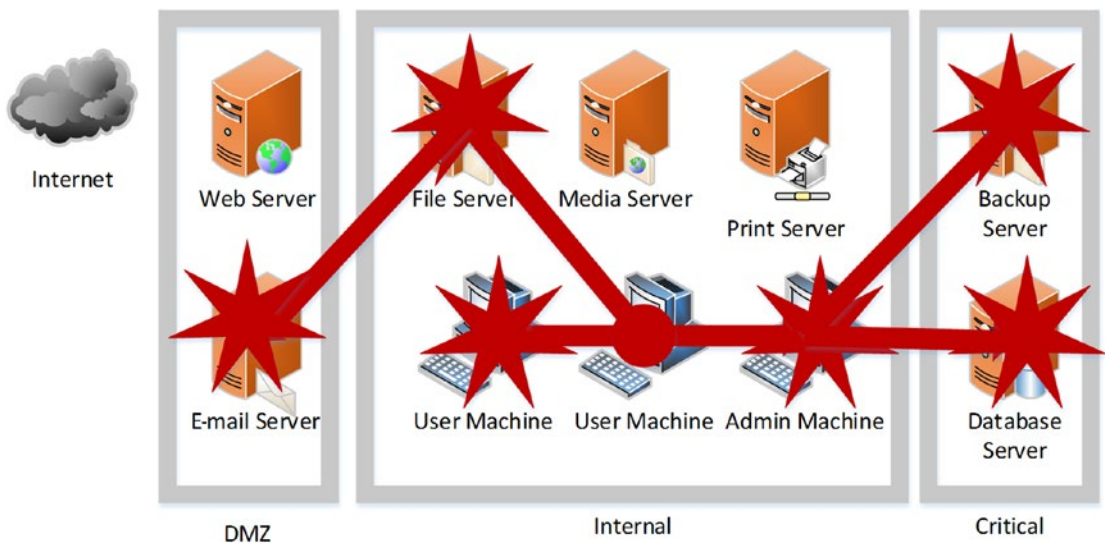 Internet
Web Server
File Server
Media Server
Print Server
Backup
Server
E-mail Server
User Machine
User Machine
Admin Machine
Database
Server
DMZ
Internal
Critical